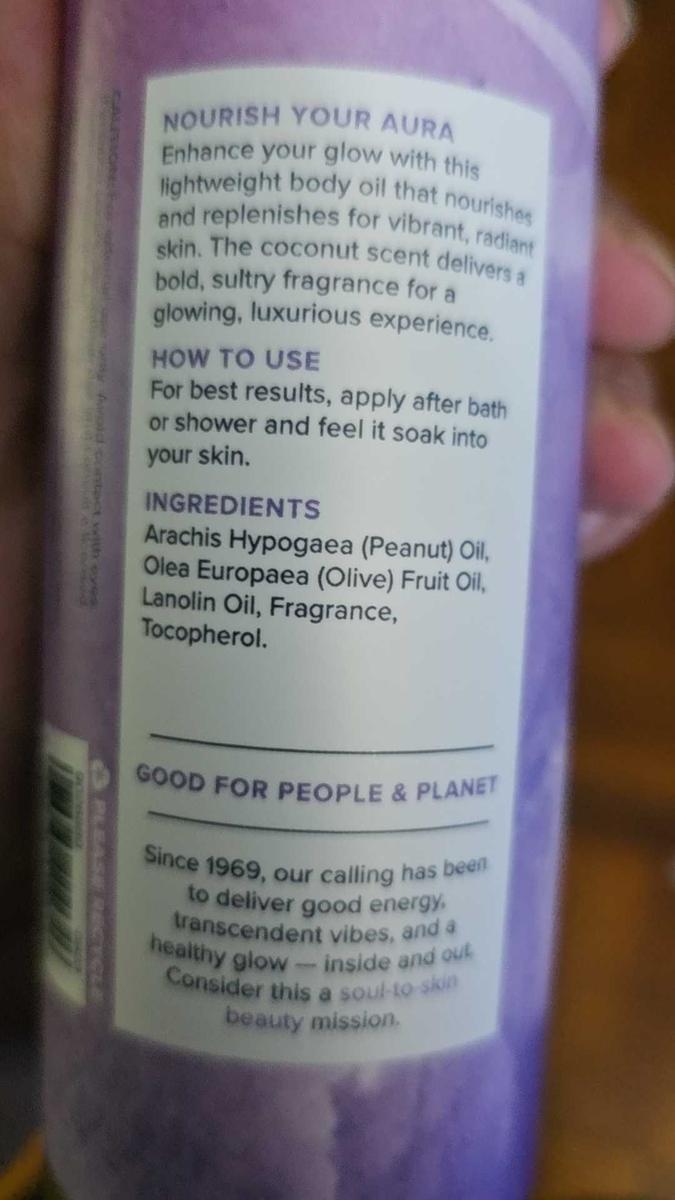 NOURISH YOUR AURA
Enhance your glow with this
lightweight body oil that nourishes
and replenishes for vibrant, radiant
skin. The coconut scent delivers a
bold, sultry fragrance for a
glowing, luxurious experience.
HOW TO USE
For best results, apply after bath
or shower and feel it soak into
your skin.
INGREDIENTS
Arachis Hypogaea (Peanut) Oil,
Olea Europaea (Olive) Fruit Oil,
Lanolin Oil, Fragrance,
Tocopherol.
GOOD FOR PEOPLE & PLANET
Since 1969, our calling has been
to deliver good energy,
transcendent vibes, and a
healthy glow — inside and out.
Consider this a soul-to-skin
beauty mission.
PLEASE RECYCLE